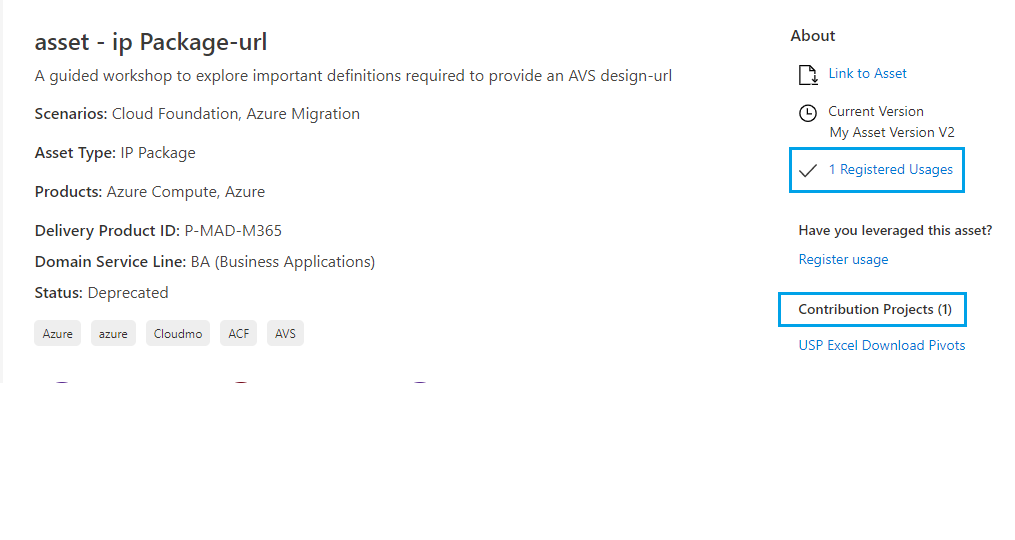 asset - ip Package-url
A guided workshop to explore important definitions required to provide an AVS design-url
Scenarios: Cloud Foundation, Azure Migration
Asset Type: IP Package
Products: Azure Compute, Azure
Delivery Product ID: P-MAD-M365
Domain Service Line: BA (Business Applications)
Status: Deprecated
Azure azure Cloudmo ACF AVS
About
Link to Asset
Current Version
My Asset Version V2
1 Registered Usages
Have you leveraged this asset?
Register usage
Contribution Projects (1)
USP Excel Download Pivots